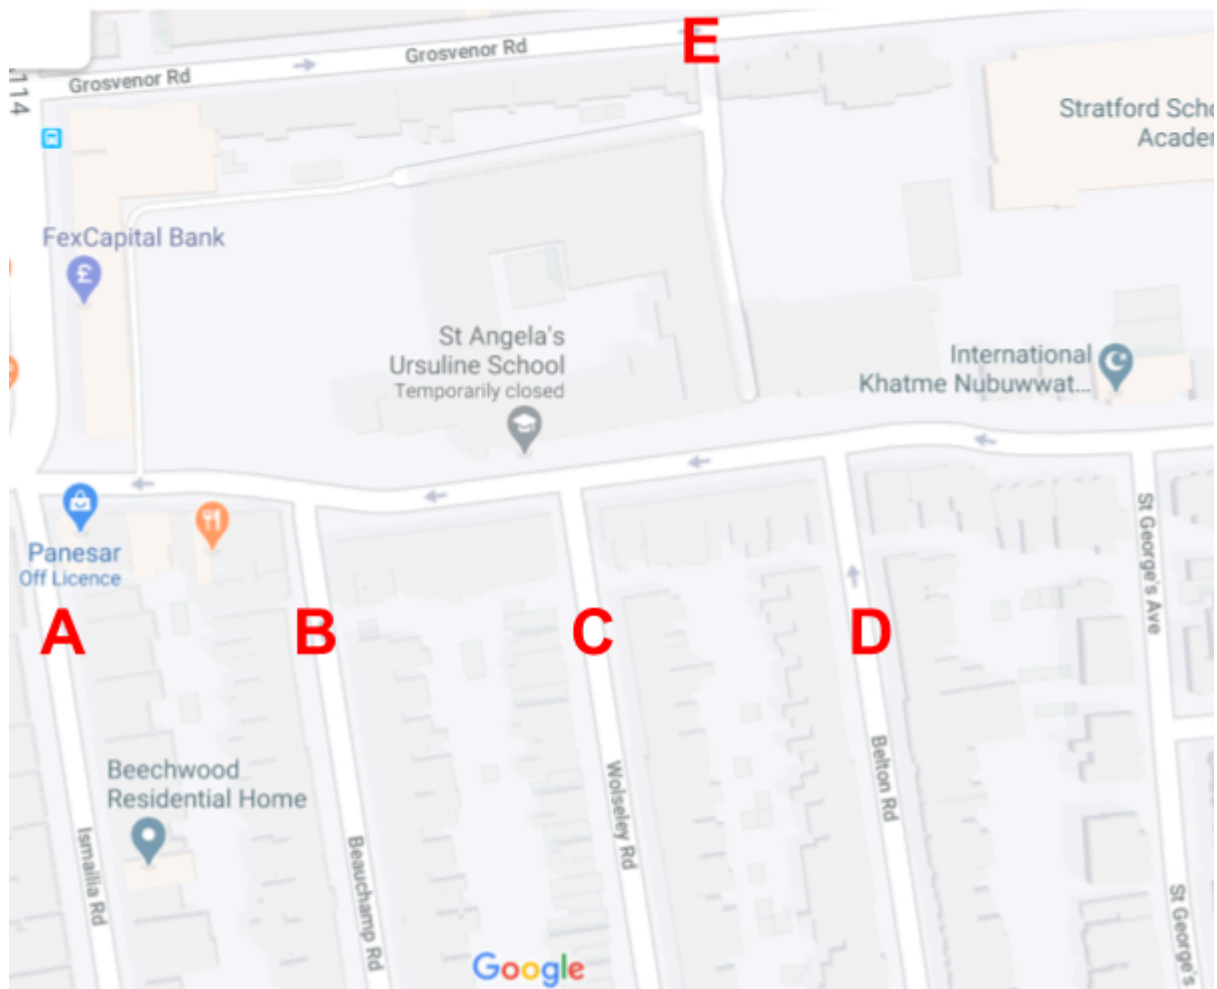 E
Grosvenor Rd
Grosvenor Rd
114
Stratford Scho
Acader
FexCapital Bank
£
St Angela's
Ursuline School
Temporarily closed
International
Khatme Nubuwwat...
Panesar
Off Licence
St George's Ave
A
B
C
D
Beechwood
Residential Home
Ismailia Rd
Beauchamp Rd
Wolseley Rd
Belton Rd
St George's
Google